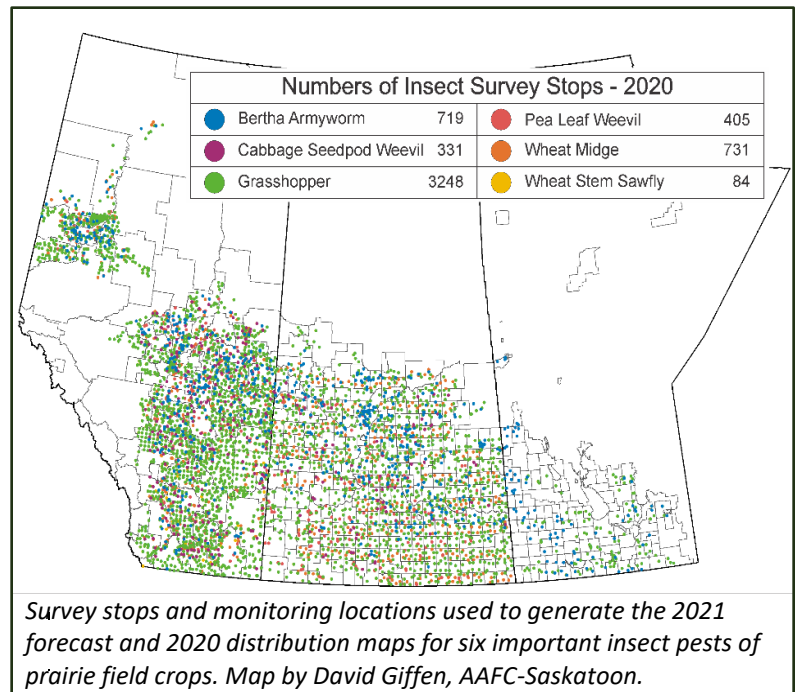 Numbers of Insect Survey Stops - 2020
Bertha Armyworm 719 Pea Leaf Weevil 405
Cabbage Seedpod Weevil 331 Wheat Midge 731
Grasshopper 3248 Wheat Stem Sawfly 84
Survey stops and monitoring locations used to generate the 2021
forecast and 2020 distribution maps for six important insect pests of
prairie field crops. Map by David Giffen, AAFC-Saskatoon.